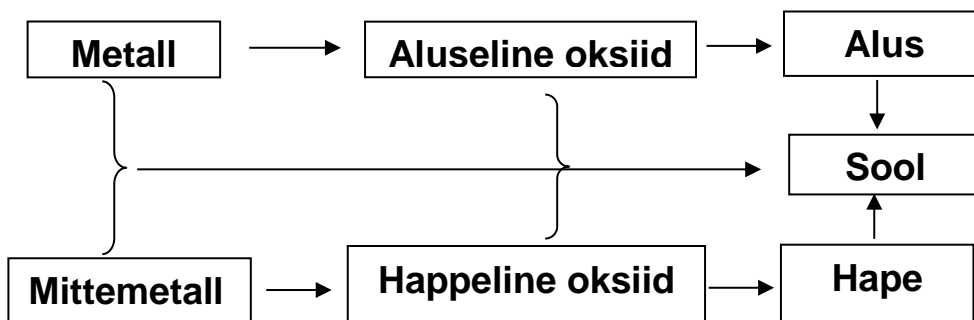 Metall
Aluseline oksiid
Alus
Sool
Mittemetall
Happeline oksiid
Hape